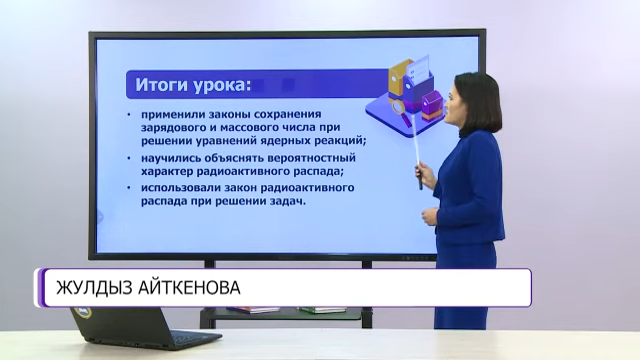 Итоги урока:
• применили законы сохранения
зарядового и массового числа при
решении уравнений ядерных реакций;
• научились объяснять вероятностный
характер радиоактивного распада;
• использовали закон радиоактивного
распада при решении задач.
ЖУЛДЫЗ АЙТКЕНОВА